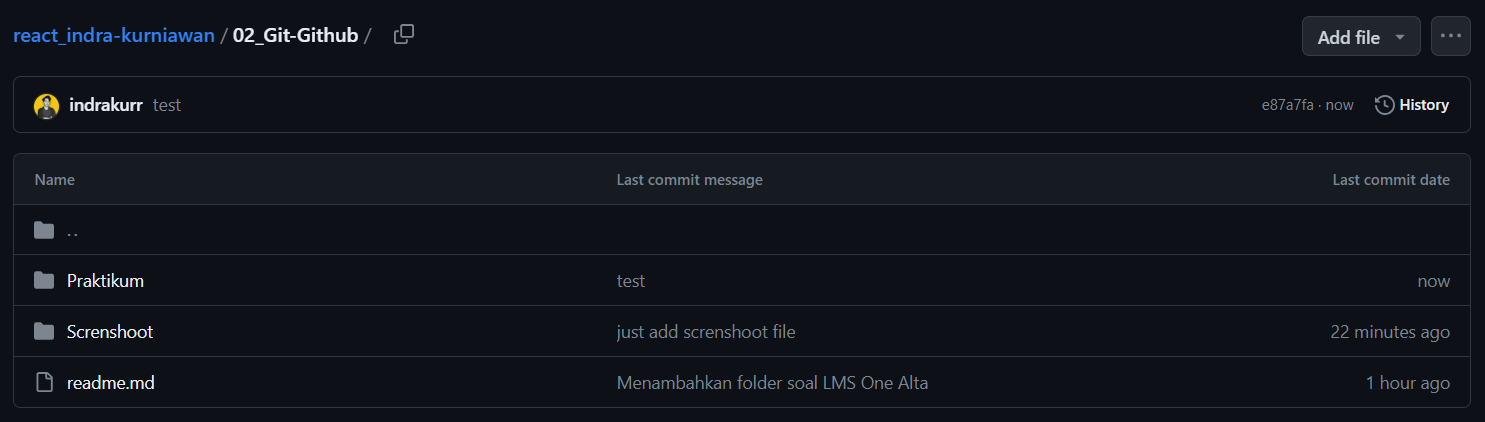 react_indra-kurniawan / 02_Git-Github / Add file
indrakurr test e87a7fa · now History
Name Last commit message Last commit date
..
Praktikum test now
Screnshoot just add screnshoot file 22 minutes ago
readme.md Menambahkan folder soal LMS One Alta 1 hour ago